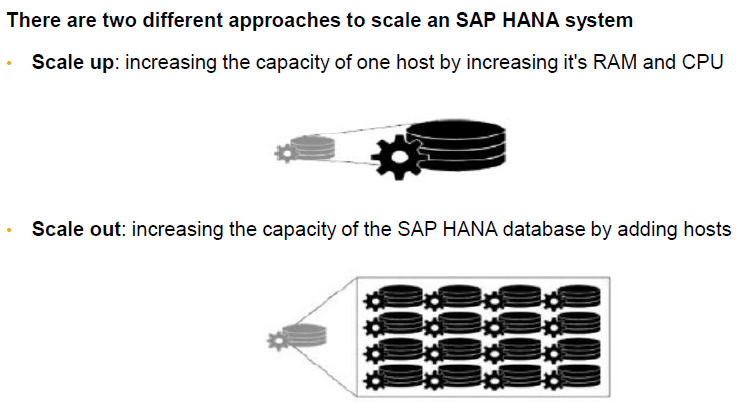 There are two different approaches to scale an SAP HANA system
• Scale up: increasing the capacity of one host by increasing it's RAM and CPU
• Scale out: increasing the capacity of the SAP HANA database by adding hosts